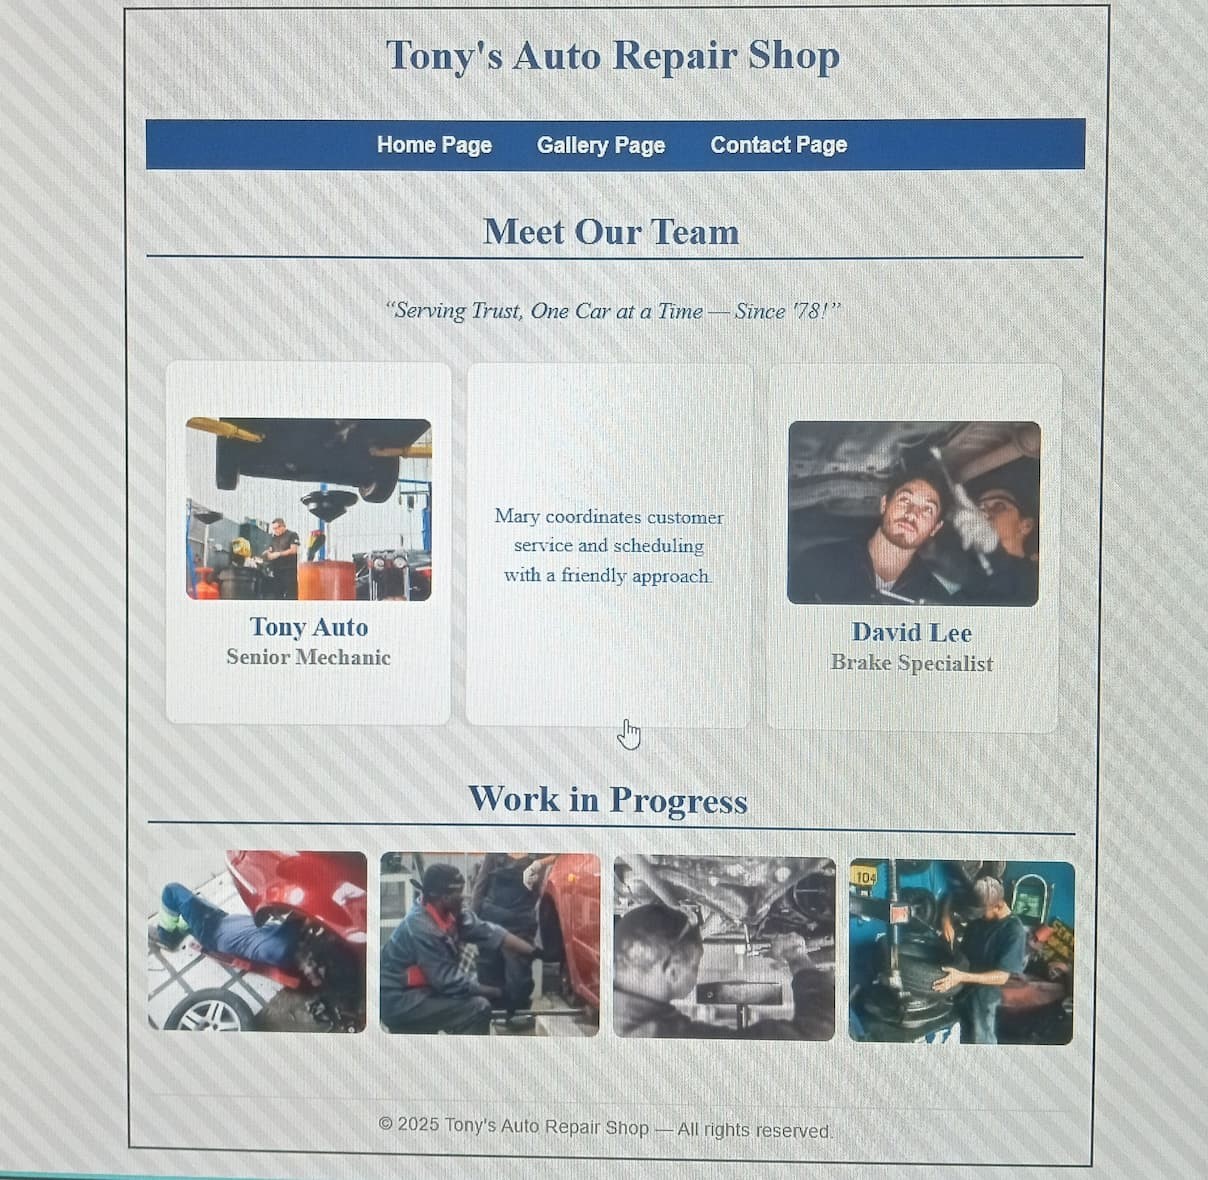 Tony's Auto Repair Shop
Home Page Gallery Page Contact Page
Meet Our Team
“Serving Trust, One Car at a Time — Since '78!”
Tony Auto
Senior Mechanic
Mary coordinates customer
service and scheduling
with a friendly approach.
David Lee
Brake Specialist
Work in Progress
104
© 2025 Tony's Auto Repair Shop — All rights reserved.